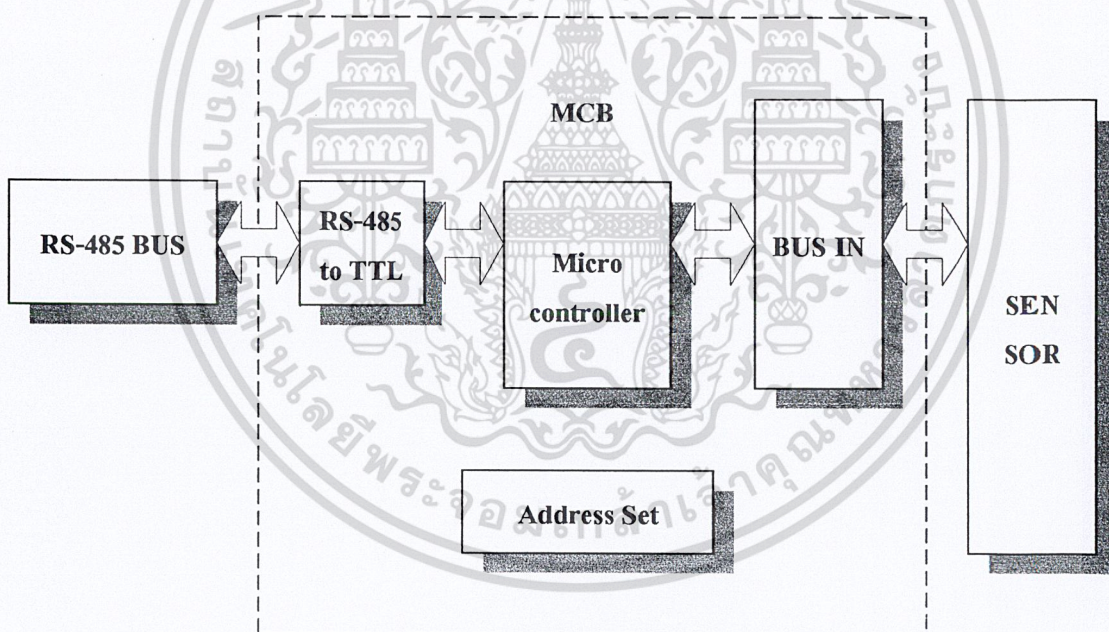 MCB
RS-485 BUS
RS-485
to TTL
Micro
controller
BUS IN
SEN
SOR
Address Set